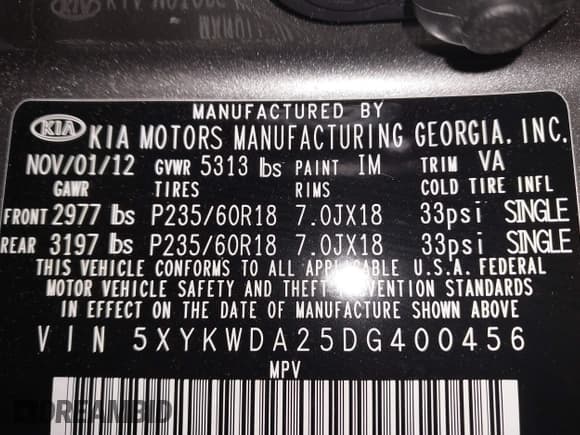 MANUFACTURED BY
KIA KIA MOTORS MANUFACTURING GEORGIA, INC.
NOV/01/12 GVWR 5313 lbs PAINT IM TRIM VA
GAWR TIRES RIMS COLD TIRE INFL
FRONT 2977 lbs P235/60R18 7.0JX18 33psi SINGLE
REAR 3197 lbs P235/60R18 7.0JX18 33psi SINGLE
THIS VEHICLE CONFORMS TO ALL APPLICABLE U.S.A. FEDERAL
MOTOR VEHICLE SAFETY AND THEFT PREVENTION STANDARDS
IN EFFECT ON THE DATE OF MANUFACTURE SHOWN ABOVE
VIN 5XYKWDA25DG400456
MPV
DREAMBID